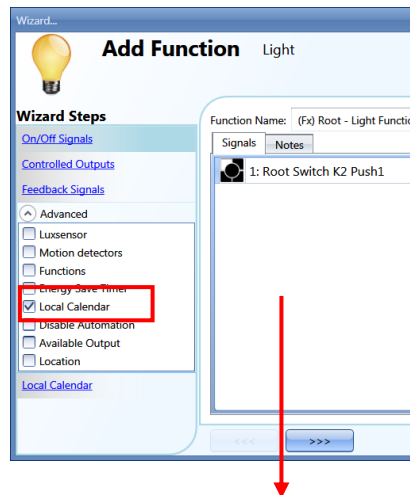 Wizard...
Add Function Light
Wizard Steps
On/Off Signals
Controlled Outputs
Feedback Signals
Advanced
Luxsensor
Motion detectors
Functions
Energy Save Timer
Local Calendar
Disable Automation
Available Output
Location
Local Calendar
Function Name: (Fx) Root - Light Functio
Signals Notes
1: Root Switch K2 Push1
<<< >>>